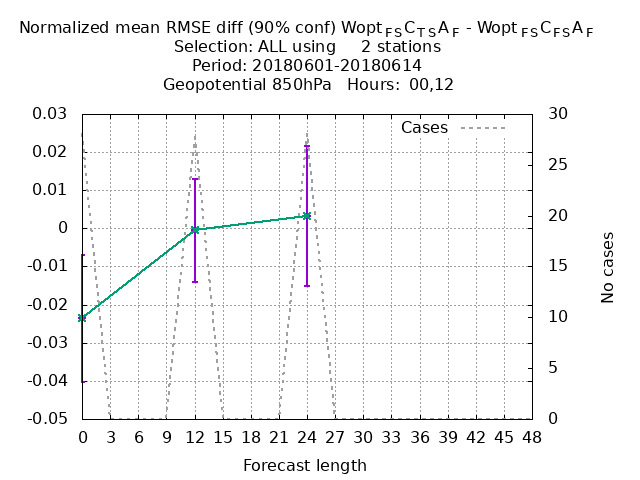 Normalized mean RMSE diff (90% conf) Wopt FS C TS A F - Wopt FS C FS A F
Selection: ALL using 2 stations
Period: 20180601-20180614
Geopotential 850hPa Hours: 00,12
Cases
0.03
0.02
0.01
0
-0.01
-0.02
-0.03
-0.04
-0.05
30
25
20
15
10
5
0
No cases
0 3 6 9 12 15 18 21 24 27 30 33 36 39 42 45 48
Forecast length